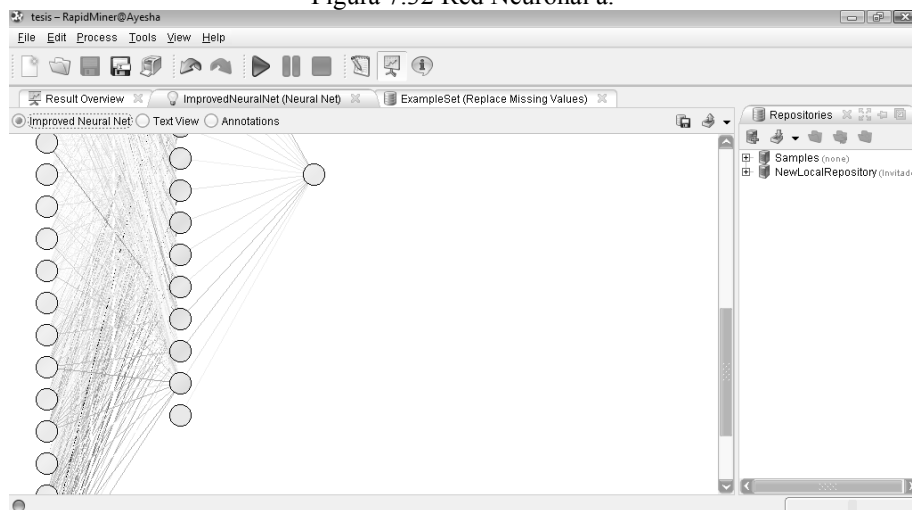 Figura 7.32 Red Neuronal a.
tesis – RapidMiner@Ayesha
File Edit Process Tools View Help
Result Overview ImprovedNeuralNet (Neural Net) ExampleSet (Replace Missing Values)
Improved Neural Net Text View Annotations
Repositories
Samples (none)
NewLocalRepository (Invitad